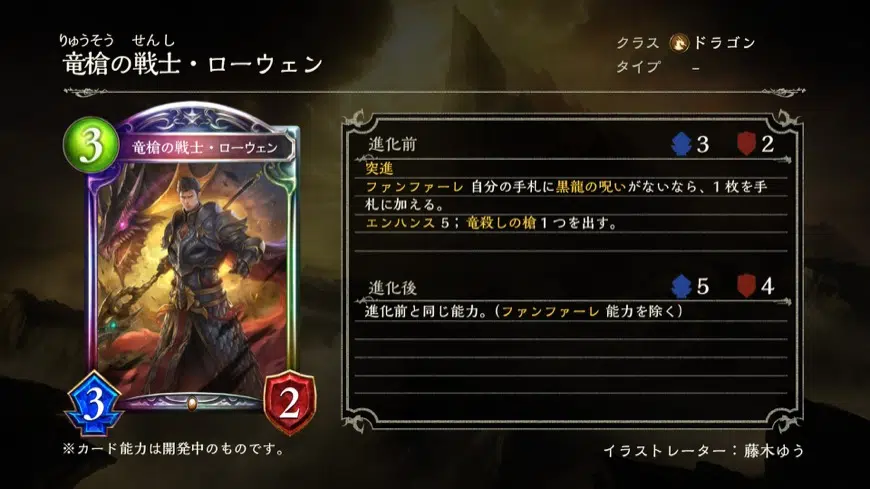 りゅうそう せんし
竜槍の戦士・ローウェン
クラス ドラゴン
タイプ –
3
竜槍の戦士・ローウェン
3
2
進化前 3 2
突進
ファンファーレ 自分の手札に黒龍の呪いがないなら、1枚を手
札に加える。
エンハンス 5; 竜殺しの槍1つを出す。
進化後 5 4
進化前と同じ能力。(ファンファーレ 能力を除く)
※カード能力は開発中のものです。
イラストレーター：藤木ゆう